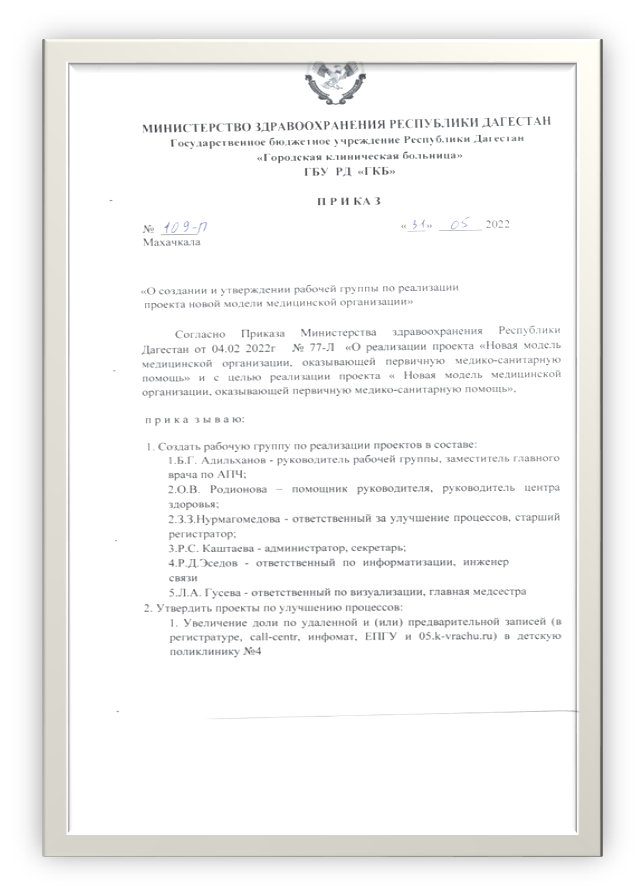 МИНИСТЕРСТВО ЗДРАВООХРАНЕНИЯ РЕСПУБЛИКИ ДАГЕСТАН
Государственное бюджетное учреждение Республики Дагестан
«Городская клиническая больница»
ГБУ РД «ГКБ»
П Р И К А З
№ 109-П «31» 05 2022
Махачкала
«О создании и утверждении рабочей группы по реализации
проекта новой модели медицинской организации»
Согласно Приказа Министерства здравоохранения Республики
Дагестан от 04.02 2022г № 77-Л «О реализации проекта «Новая модель
медицинской организации, оказывающей первичную медико-санитарную
помощь» и с целью реализации проекта « Новая модель медицинской
организации, оказывающей первичную медико-санитарную помощь»,
п р и к а з ы в а ю:
1. Создать рабочую группу по реализации проектов в составе:
1.Б.Г. Адильханов - руководитель рабочей группы, заместитель главного
врача по АПЧ;
2.О.В. Родионова – помощник руководителя, руководитель центра
здоровья;
2.З.З.Нурмагомедова - ответственный за улучшение процессов, старший
регистратор;
3.Р.С. Каштаева - администратор, секретарь;
4.Р.Д.Эседов - ответственный по информатизации, инженер
связи
5.Л.А. Гусева - ответственный по визуализации, главная медсестра
2. Утвердить проекты по улучшению процессов:
1. Увеличение доли по удаленной и (или) предварительной записей (в
регистратуре, call-centr, инфомат, ЕПГУ и 05.k-vrachu.ru) в детскую
поликлинику №4